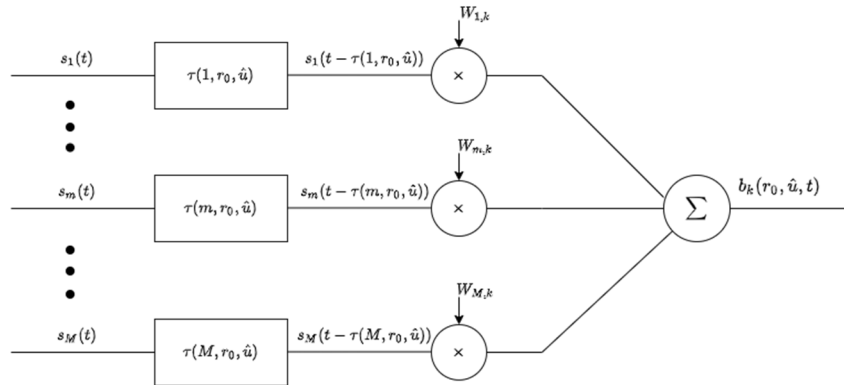 W_{1,k}
s_1(t) τ(1, r_0, û) s_1(t − τ(1, r_0, û)) ×
W_{m,k}
s_m(t) τ(m, r_0, û) s_m(t − τ(m, r_0, û)) × Σ b_k(r_0, û, t)
W_{M,k}
s_M(t) τ(M, r_0, û) s_M(t − τ(M, r_0, û)) ×